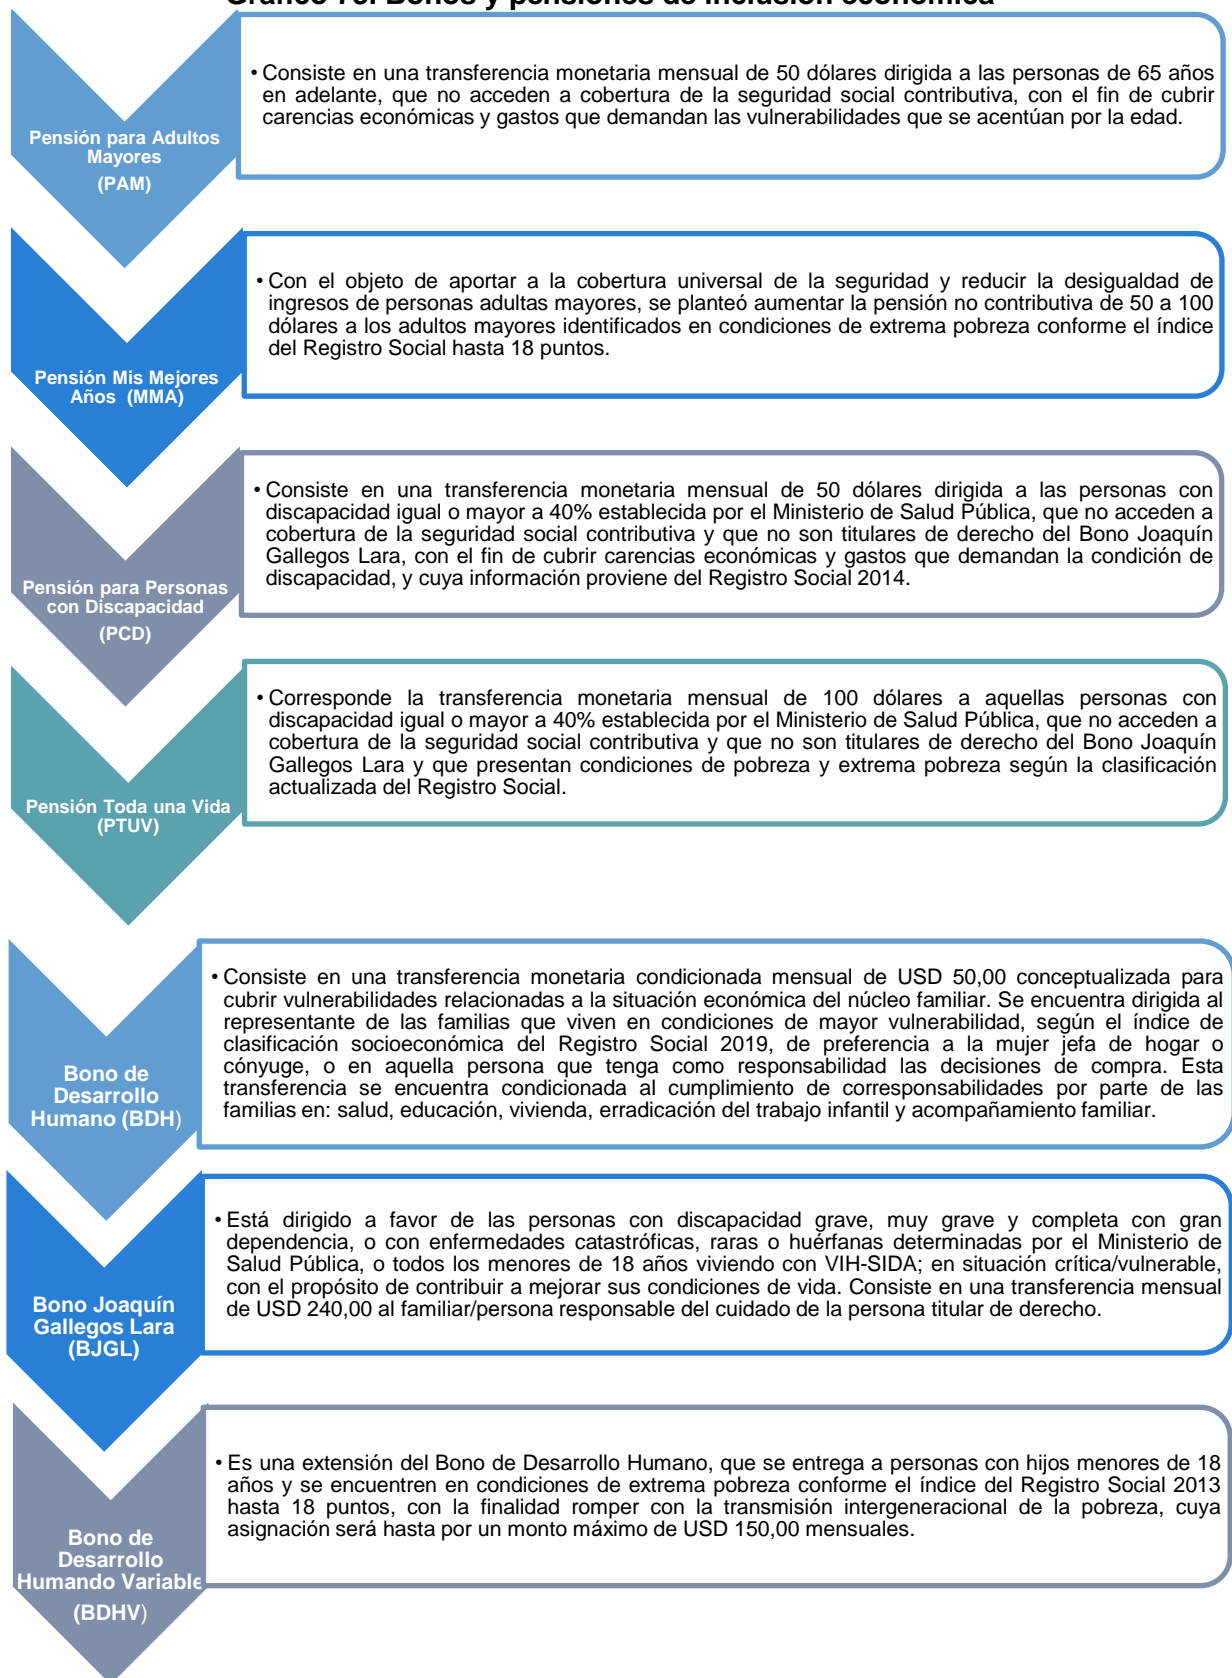 Gráfico 75. Bonos y pensiones de inclusión económica
• Consiste en una transferencia monetaria mensual de 50 dólares dirigida a las personas de 65 años
en adelante, que no acceden a cobertura de la seguridad social contributiva, con el fin de cubrir
carencias económicas y gastos que demandan las vulnerabilidades que se acentúan por la edad.
Pensión para Adultos
Mayores
(PAM)
• Con el objeto de aportar a la cobertura universal de la seguridad y reducir la desigualdad de
ingresos de personas adultas mayores, se planteó aumentar la pensión no contributiva de 50 a 100
dólares a los adultos mayores identificados en condiciones de extrema pobreza conforme el índice
del Registro Social hasta 18 puntos.
Pensión Mis Mejores
Años (MMA)
• Consiste en una transferencia monetaria mensual de 50 dólares dirigida a las personas con
discapacidad igual o mayor a 40% establecida por el Ministerio de Salud Pública, que no acceden a
cobertura de la seguridad social contributiva y que no son titulares de derecho del Bono Joaquín
Gallegos Lara, con el fin de cubrir carencias económicas y gastos que demandan la condición de
discapacidad, y cuya información proviene del Registro Social 2014.
Pensión para Personas
con Discapacidad
(PCD)
• Corresponde la transferencia monetaria mensual de 100 dólares a aquellas personas con
discapacidad igual o mayor a 40% establecida por el Ministerio de Salud Pública, que no acceden a
cobertura de la seguridad social contributiva y que no son titulares de derecho del Bono Joaquín
Gallegos Lara y que presentan condiciones de pobreza y extrema pobreza según la clasificación
actualizada del Registro Social.
Pensión Toda una Vida
(PTUV)
• Consiste en una transferencia monetaria condicionada mensual de USD 50,00 conceptualizada para
cubrir vulnerabilidades relacionadas a la situación económica del núcleo familiar. Se encuentra dirigida al
representante de las familias que viven en condiciones de mayor vulnerabilidad, según el índice de
clasificación socioeconómica del Registro Social 2019, de preferencia a la mujer jefa de hogar o
cónyuge, o en aquella persona que tenga como responsabilidad las decisiones de compra. Esta
transferencia se encuentra condicionada al cumplimiento de corresponsabilidades por parte de las
familias en: salud, educación, vivienda, erradicación del trabajo infantil y acompañamiento familiar.
Bono de
Desarrollo
Humano (BDH)
• Está dirigido a favor de las personas con discapacidad grave, muy grave y completa con gran
dependencia, o con enfermedades catastróficas, raras o huérfanas determinadas por el Ministerio de
Salud Pública, o todos los menores de 18 años viviendo con VIH-SIDA; en situación crítica/vulnerable,
con el propósito de contribuir a mejorar sus condiciones de vida. Consiste en una transferencia mensual
de USD 240,00 al familiar/persona responsable del cuidado de la persona titular de derecho.
Bono Joaquín
Gallegos Lara
(BJGL)
• Es una extensión del Bono de Desarrollo Humano, que se entrega a personas con hijos menores de 18
años y se encuentren en condiciones de extrema pobreza conforme el índice del Registro Social 2013
hasta 18 puntos, con la finalidad romper con la transmisión intergeneracional de la pobreza, cuya
asignación será hasta por un monto máximo de USD 150,00 mensuales.
Bono de
Desarrollo
Humando Variable
(BDHV)